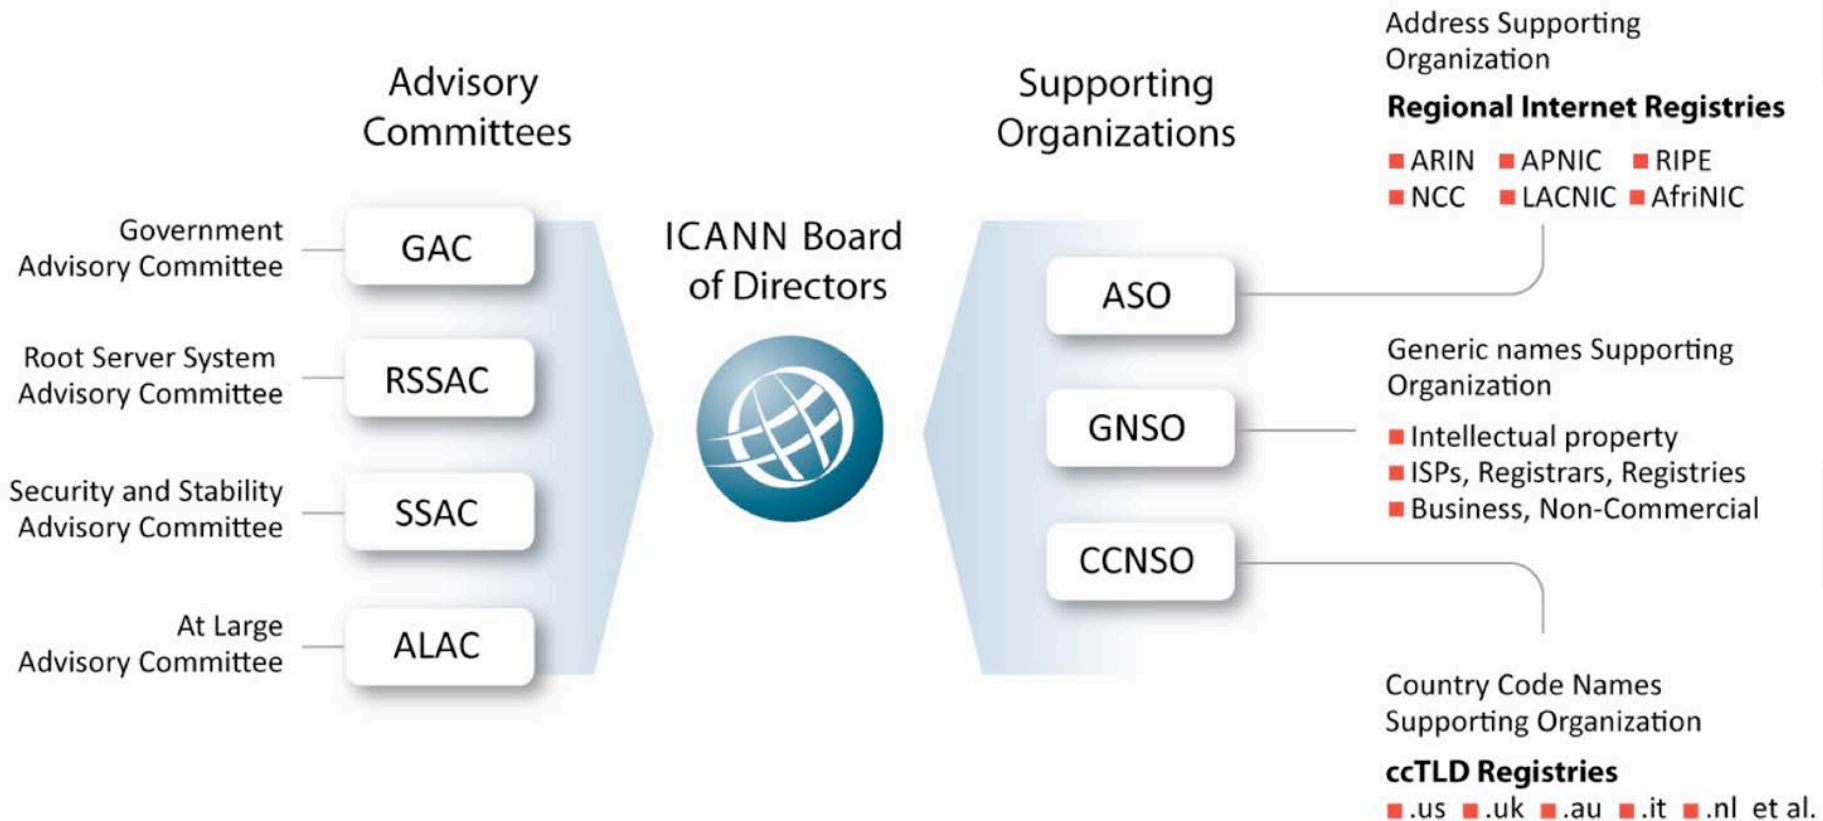 Advisory
Committees
Government
Advisory Committee
GAC
Root Server System
Advisory Committee
RSSAC
Security and Stability
Advisory Committee
SSAC
At Large
Advisory Committee
ALAC
ICANN Board
of Directors
Supporting
Organizations
ASO
GNSO
CCNSO
Address Supporting
Organization
Regional Internet Registries
ARIN APNIC RIPE
NCC LACNIC AfriNIC
Generic names Supporting
Organization
Intellectual property
ISPs, Registrars, Registries
Business, Non-Commercial
Country Code Names
Supporting Organization
ccTLD Registries
.us .uk .au .it .nl et al.